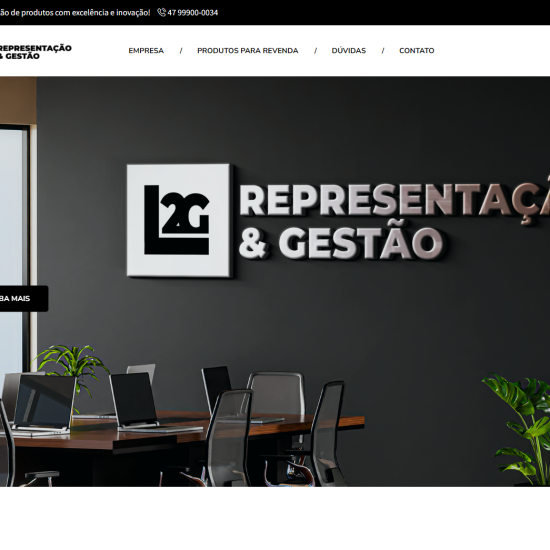 ão de produtos com excelência e inovação! 47 99900-0034
REPRESENTAÇÃO
& GESTÃO
EMPRESA / PRODUTOS PARA REVENDA / DÚVIDAS / CONTATO
L2G
REPRESENTAÇÃ
& GESTÃO
BA MAIS